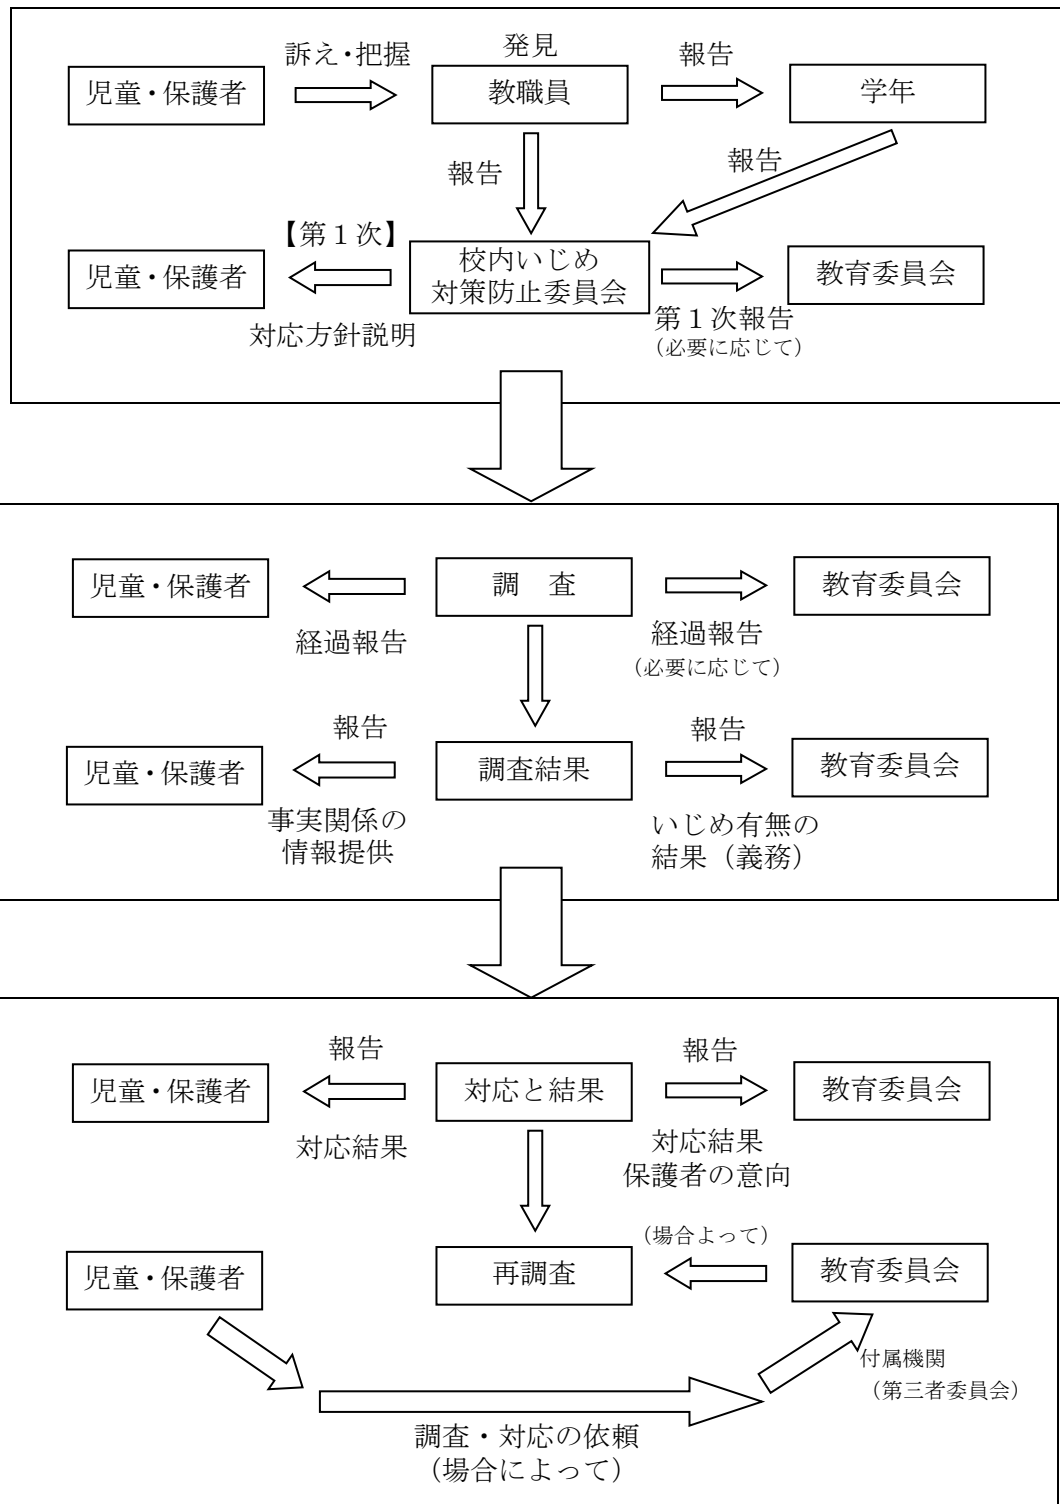 訴え・把握
発見
報告
児童・保護者
教職員
学年
報告
報告
【第１次】
児童・保護者
校内いじめ
対策防止委員会
教育委員会
対応方針説明
第１次報告
（必要に応じて）
児童・保護者
調　査
教育委員会
経過報告
経過報告
（必要に応じて）
報告
報告
児童・保護者
調査結果
教育委員会
事実関係の
情報提供
いじめ有無の
結果（義務）
報告
報告
児童・保護者
対応と結果
教育委員会
対応結果
対応結果
保護者の意向
（場合よって）
児童・保護者
再調査
教育委員会
付属機関
（第三者委員会）
調査・対応の依頼
（場合によって）